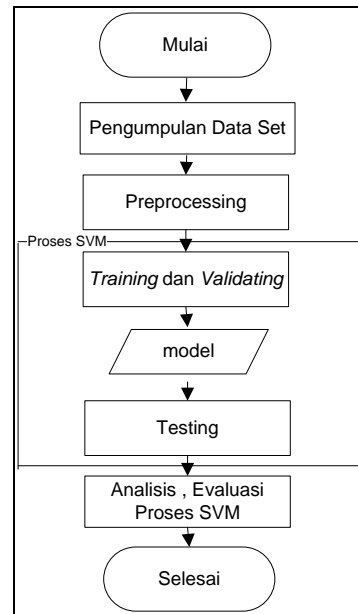 Mulai
Pengumpulan Data Set
Preprocessing
Proses SVM
Training dan Validating
model
Testing
Analisis , Evaluasi
Proses SVM
Selesai